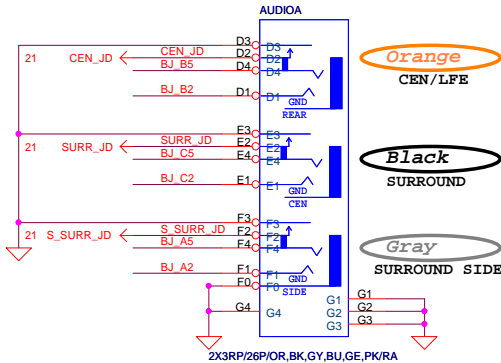 AUDIOA
D3 D3
21 CEN_JD CEN_JD D2 D2
BJ_B5 D4 D4
Orange
CEN/LFE
BJ_B2 D1 D1
GND
REAR
E3 E3
21 SURR_JD SURR_JD E2 E2
BJ_C5 E4 E4
Black
SURROUND
BJ_C2 E1 E1
GND
CEN
F3 F3
21 S_SURR_JD S_SURR_JD F2 F2
BJ_A5 F4 F4
Gray
SURROUND SIDE
BJ_A2 F1 F1
F0 F0 GND
SIDE
G1 G1
G4 G4 G2 G2
G3 G3
2X3RP/26P/OR,BK,GY,BU,GE,PK/RA